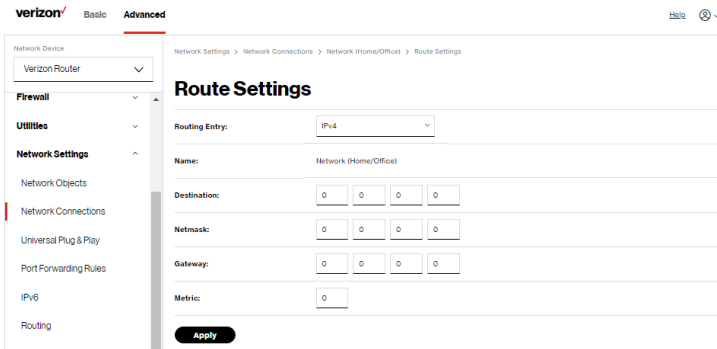 verizon✓ Basic Advanced Help
Network Device
Verizon Router
Firewall
Utilities
Network Settings
Network Objects
Network Connections
Universal Plug & Play
Port Forwarding Rules
IPv6
Routing
Network Settings > Network Connections > Network (Home/Office) > Route Settings
Route Settings
Routing Entry: IPv4
Name: Network (Home/Office)
Destination: 0 0 0 0
Netmask: 0 0 0 0
Gateway: 0 0 0 0
Metric: 0
Apply